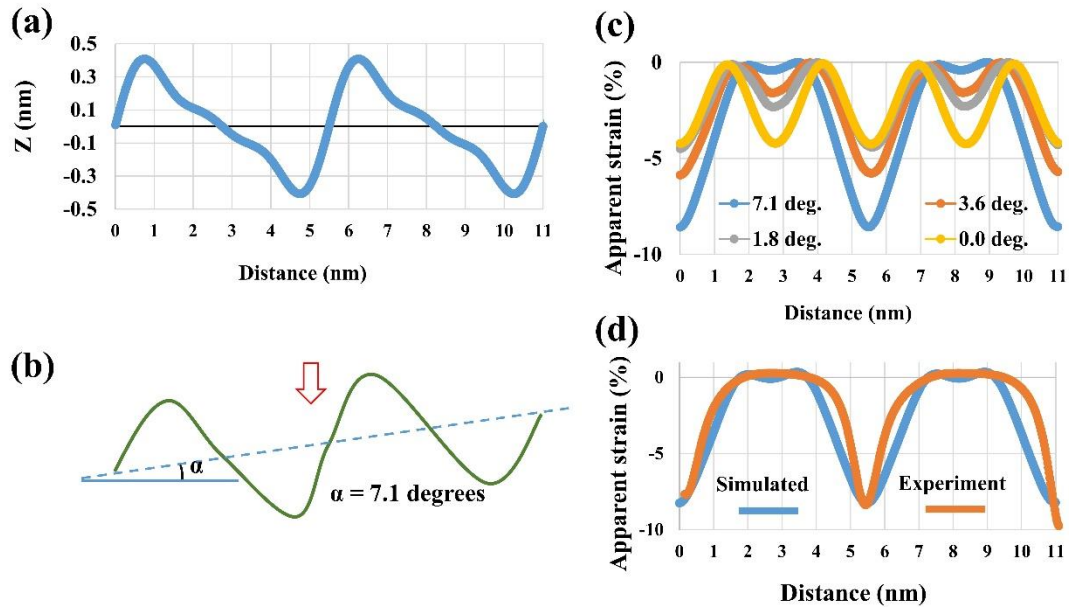 (a)
Z (nm)
0.5
0.3
0.1
-0.1
-0.3
-0.5
0 1 2 3 4 5 6 7 8 9 10 11
Distance (nm)
(b)
α
α = 7.1 degrees
(c)
Apparent strain (%)
0
-5
-10
7.1 deg. 3.6 deg.
1.8 deg. 0.0 deg.
0 1 2 3 4 5 6 7 8 9 10 11
Distance (nm)
(d)
Apparent strain (%)
0
-5
-10
Simulated Experiment
0 1 2 3 4 5 6 7 8 9 10 11
Distance (nm)